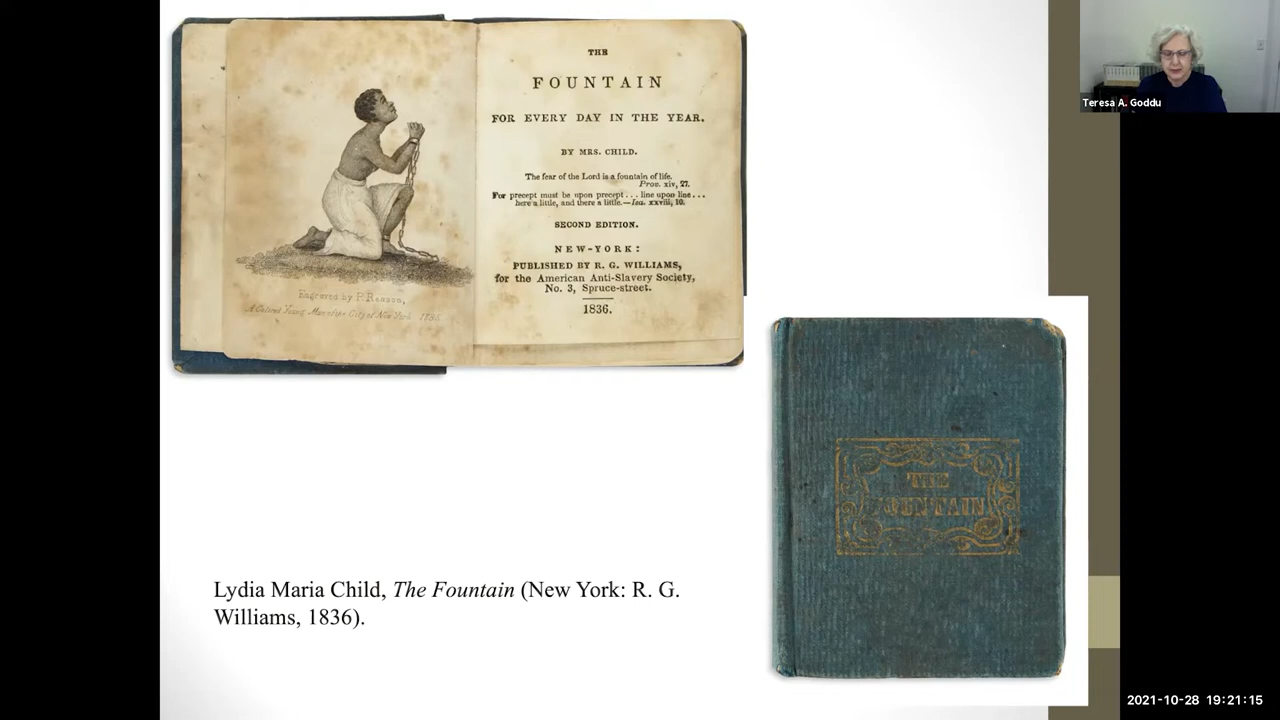 THE
FOUNTAIN
FOR EVERY DAY IN THE YEAR.
BY MRS. CHILD.
The fear of the Lord is a fountain of life.
Prov. xiv, 27.
For precept must be upon precept . . . line upon line . . .
here a little, and there a little.—Isa. xxviii, 10.
SECOND EDITION.
NEW-YORK:
PUBLISHED BY R. G. WILLIAMS,
for the American Anti-Slavery Society,
No. 3, Spruce-street.
1836.
Engraved by P. Reason,
A Colored Young Man of the City of New York 1835
THE
FOUNTAIN
Lydia Maria Child, The Fountain (New York: R. G.
Williams, 1836).
Teresa A. Goddu
2021-10-28 19:21:15